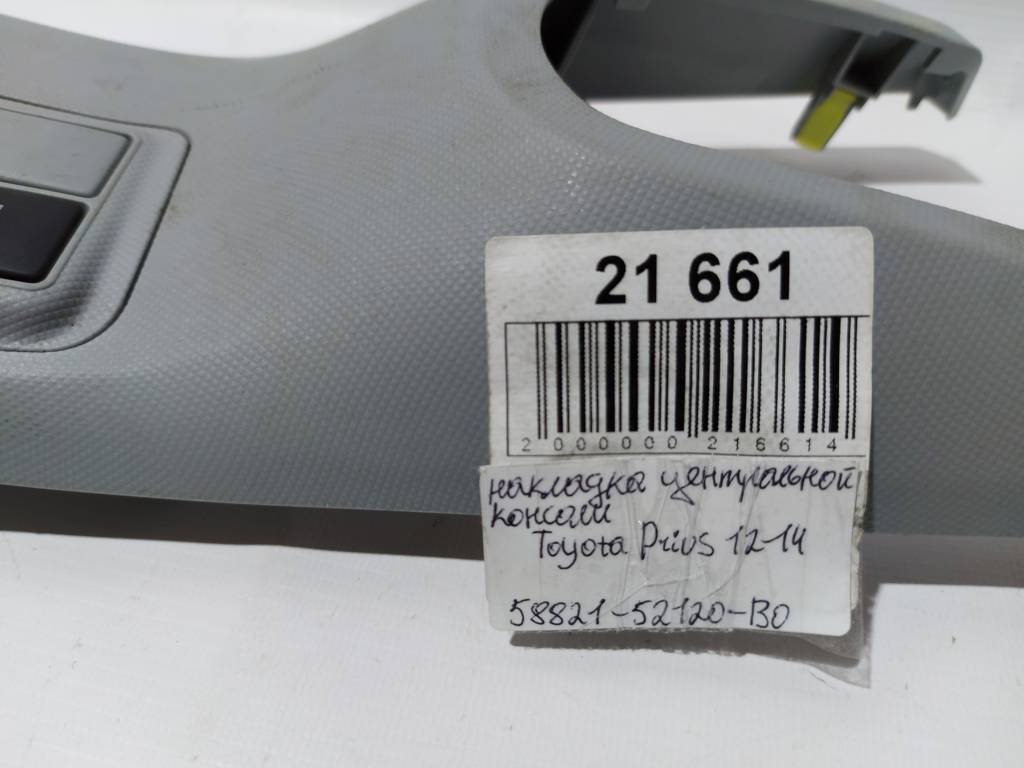 21 661
2 000000 216614
накладка центральной
консоли
Toyota Prius 12-14
58821-52120-B0